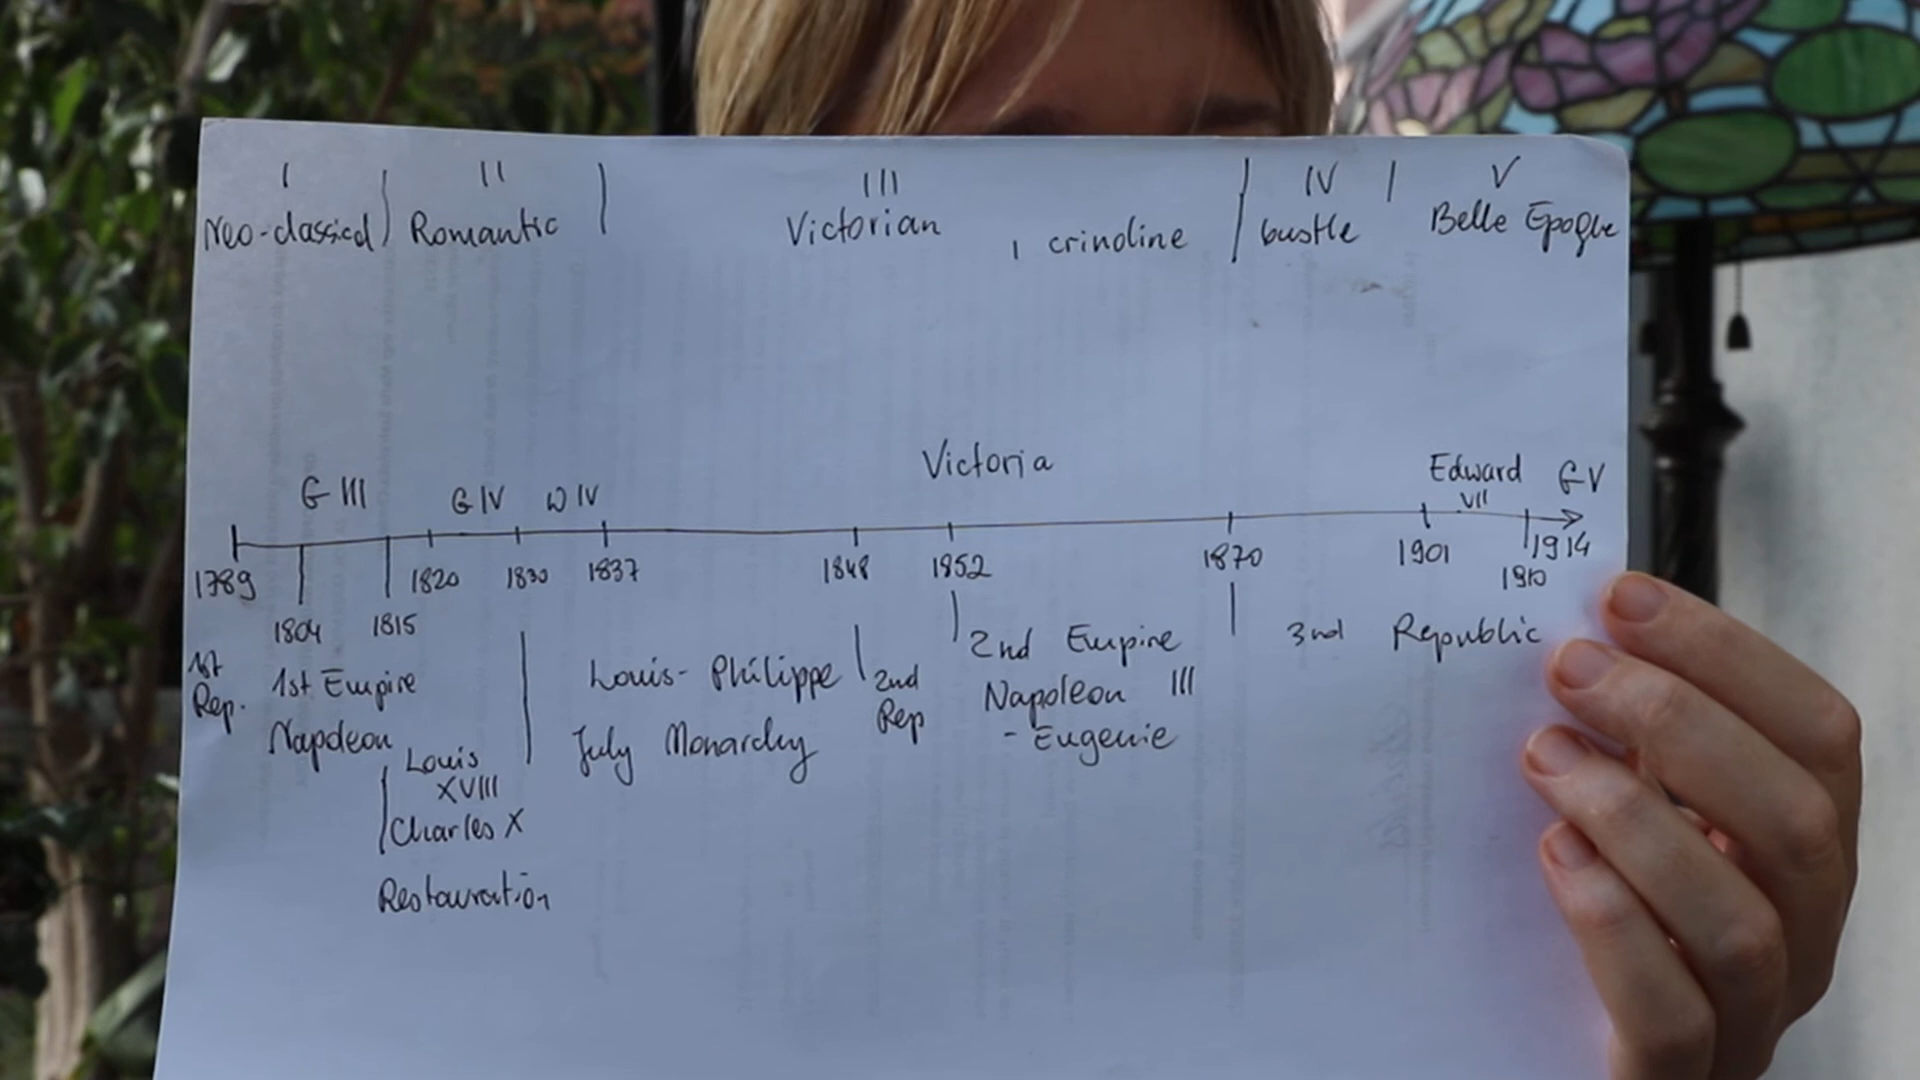 I II III IV V
Neo-classical Romantic Victorian crinoline bustle Belle Epoque
Victoria
G III G IV W IV Edward VII G V
1789 1804 1815 1820 1830 1837 1848 1852 1870 1901 1910 1914
1st Rep.
1st Empire
Napoleon
Louis XVIII
Charles X
Restauration
Louis-Philippe
July Monarchy
2nd Rep
2nd Empire
Napoleon III
- Eugenie
3nd Republic